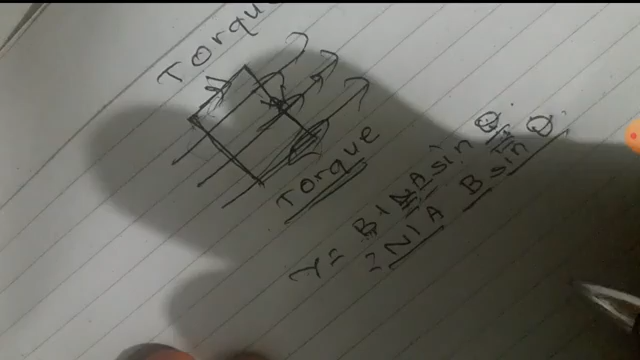 Torque
Torque
γ = BINA sin θ
= NIA B sin θ